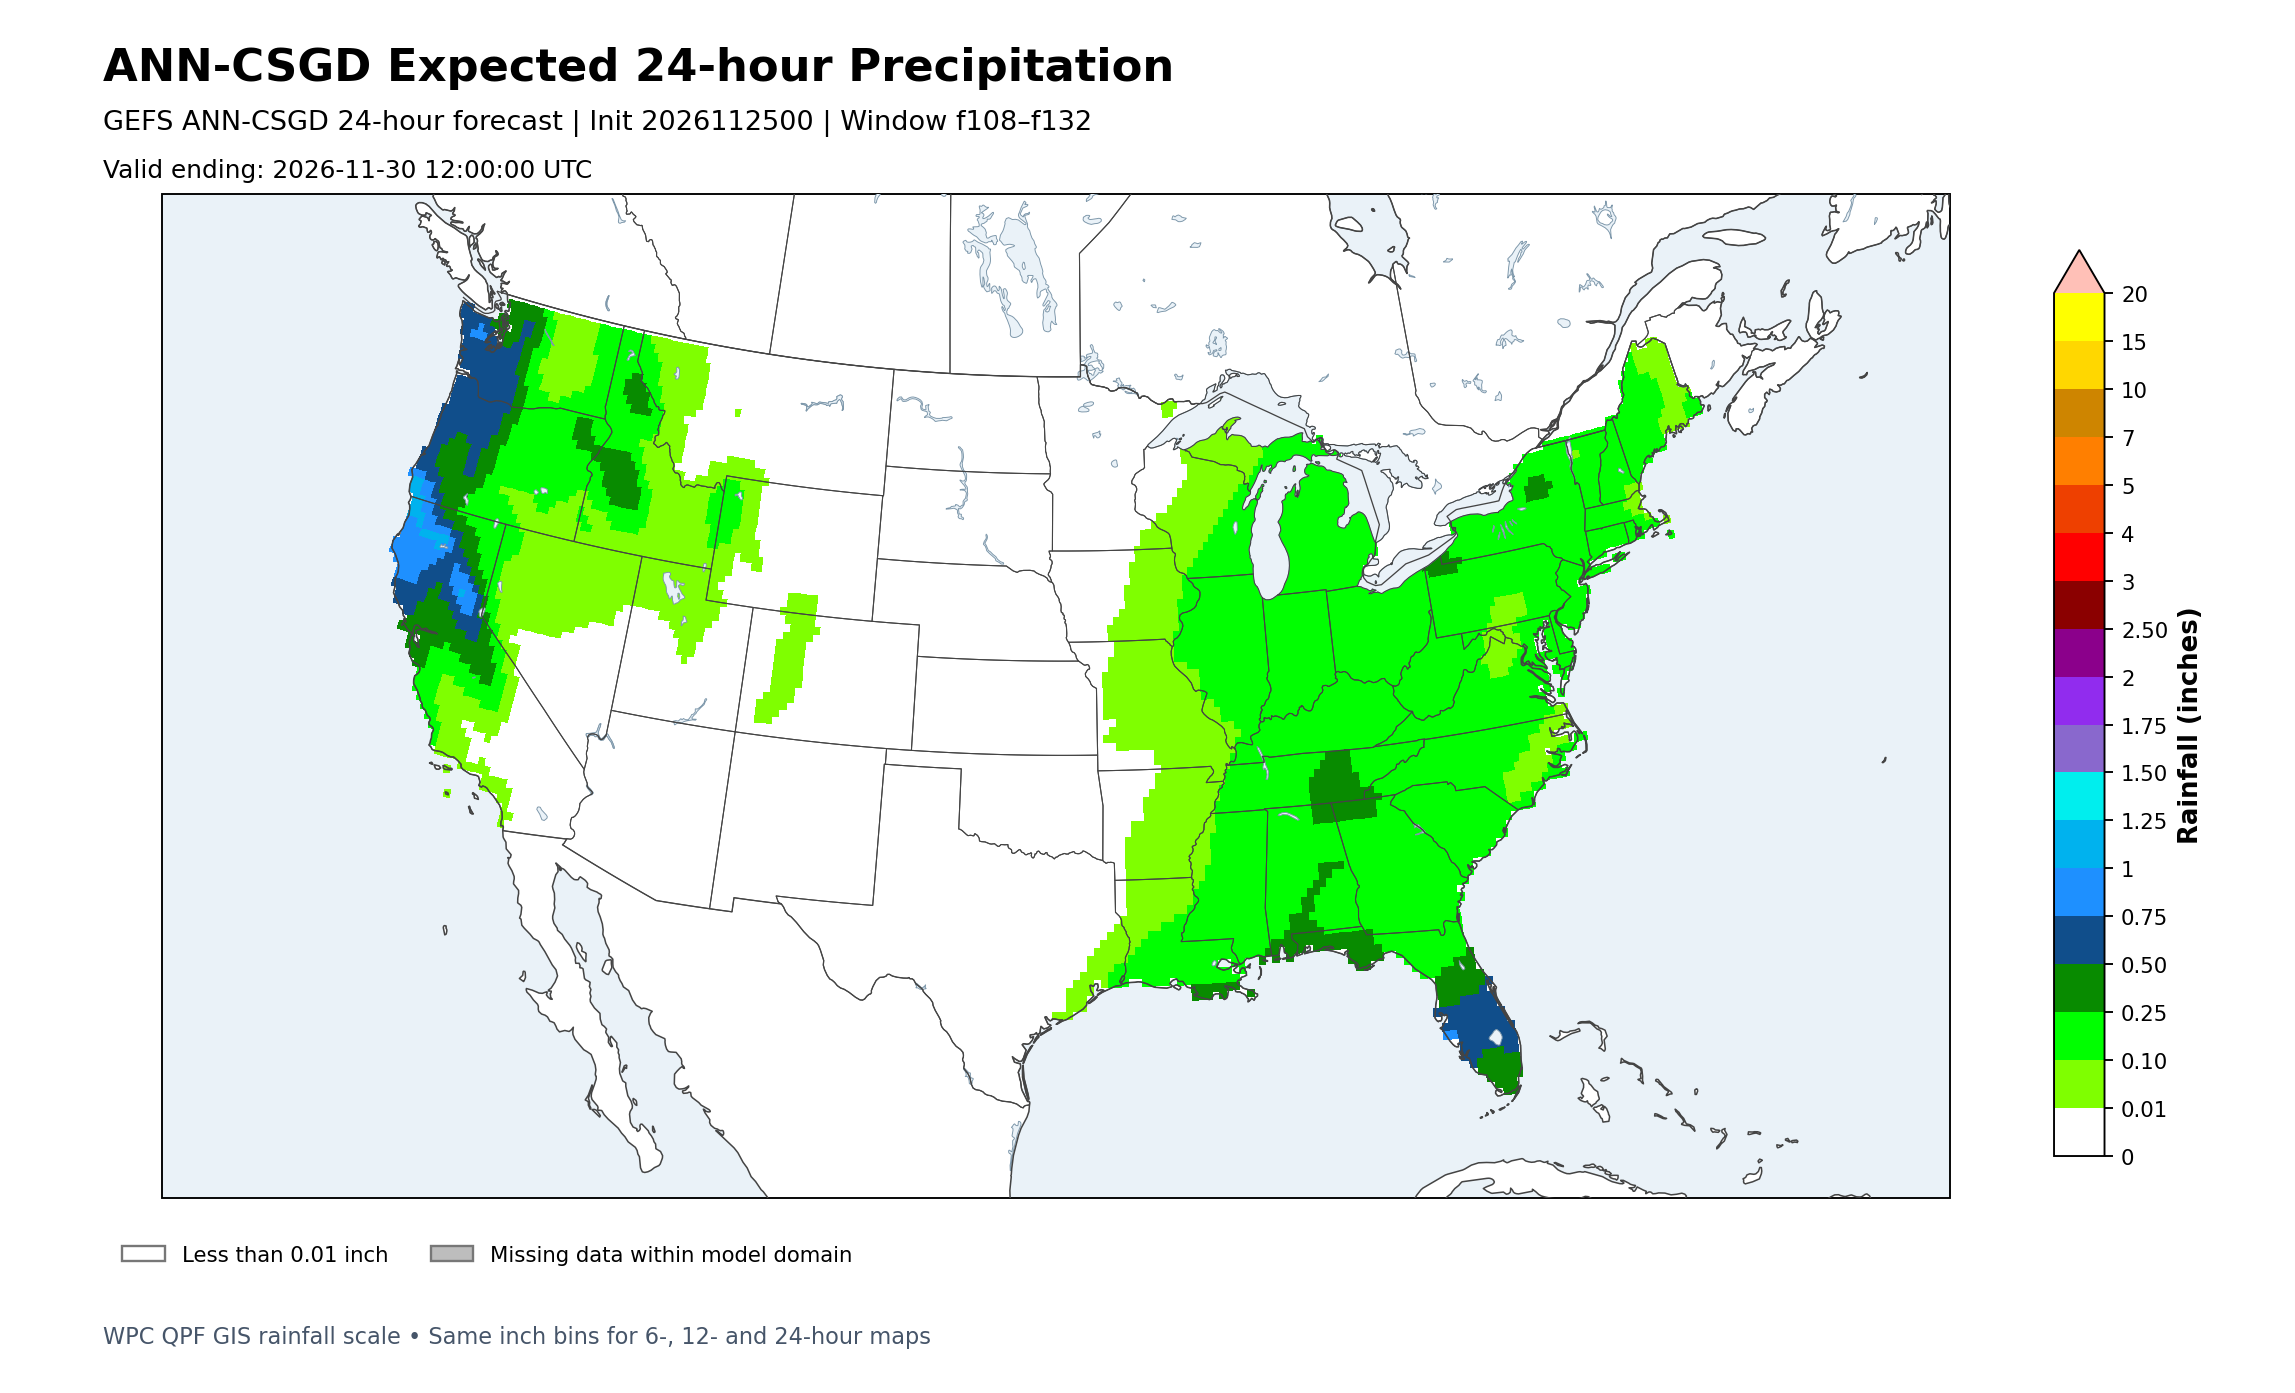 ANN-CSGD Expected 24-hour Precipitation
GEFS ANN-CSGD 24-hour forecast | Init 2026112500 | Window f108–f132
Valid ending: 2026-11-30 12:00:00 UTC
20
15
10
7
5
4
3
2.50
2
1.75
1.50
1.25
1
0.75
0.50
0.25
0.10
0.01
0
Rainfall (inches)
Less than 0.01 inch
Missing data within model domain
WPC QPF GIS rainfall scale • Same inch bins for 6-, 12- and 24-hour maps